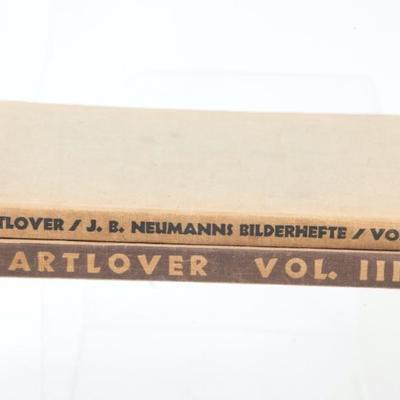 TLOVER / J. B. NEUMANNS BILDERHEFTE / VO
ARTLOVER VOL. III